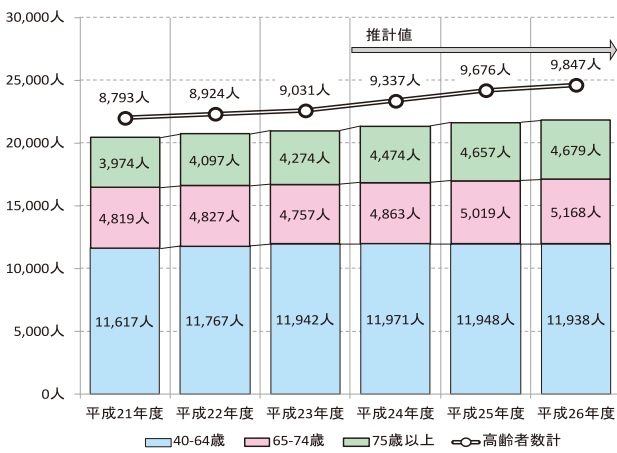 30,000人
推計値
25,000人
8,793人 8,924人 9,031人 9,337人 9,676人 9,847人
20,000人
3,974人 4,097人 4,274人 4,474人 4,657人 4,679人
15,000人
4,819人 4,827人 4,757人 4,863人 5,019人 5,168人
10,000人
11,617人 11,767人 11,942人 11,971人 11,948人 11,938人
5,000人
0人
平成21年度 平成22年度 平成23年度 平成24年度 平成25年度 平成26年度
40-64歳 65-74歳 75歳以上 高齢者数計